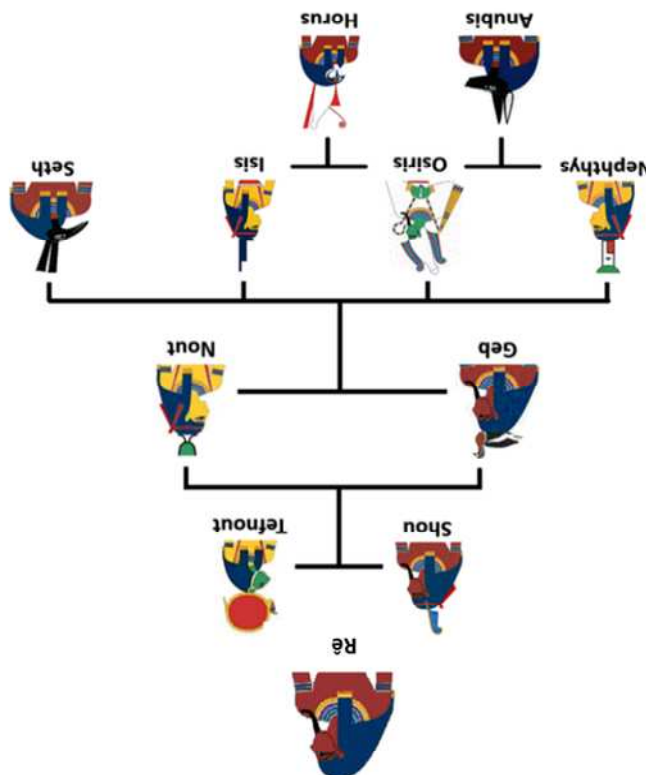 Rê
Shou
Tefnout
Geb
Nout
Nephthys
Osiris
Isis
Seth
Anubis
Horus